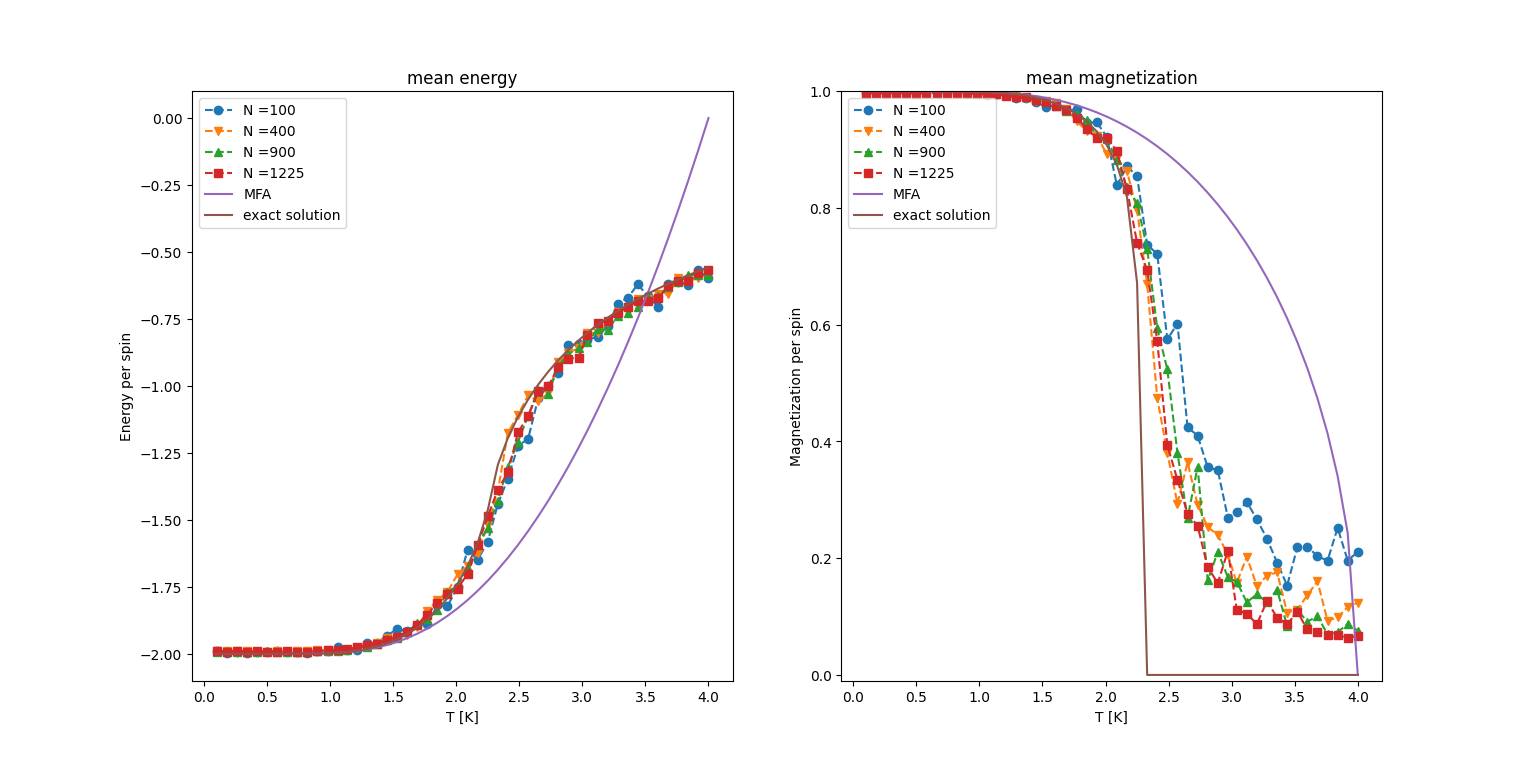 mean energy
N =100
N =400
N =900
N =1225
MFA
exact solution
0.00
−0.25
−0.50
−0.75
−1.00
−1.25
−1.50
−1.75
−2.00
Energy per spin
0.0 0.5 1.0 1.5 2.0 2.5 3.0 3.5 4.0
T [K]
mean magnetization
N =100
N =400
N =900
N =1225
MFA
exact solution
1.0
0.8
0.6
0.4
0.2
0.0
Magnetization per spin
0.0 0.5 1.0 1.5 2.0 2.5 3.0 3.5 4.0
T [K]